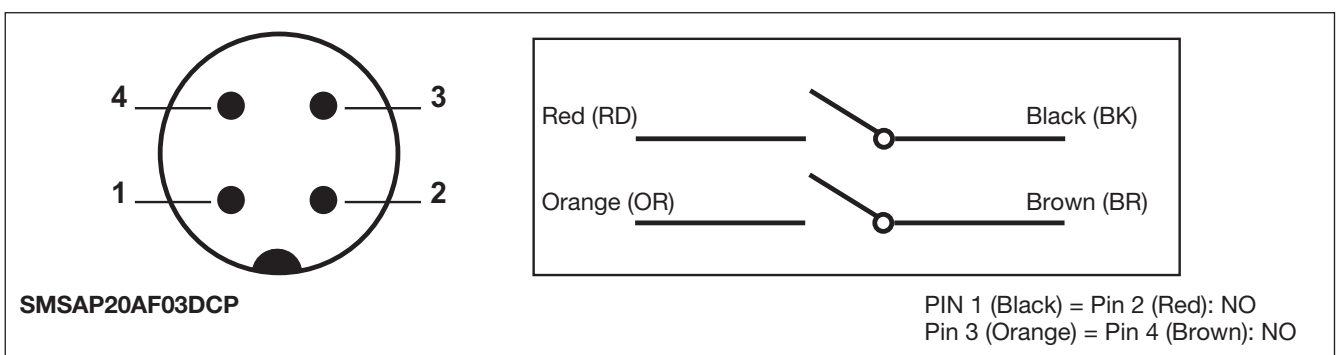 4
3
1
2
Red (RD)
Black (BK)
Orange (OR)
Brown (BR)
SMSAP20AF03DCP
PIN 1 (Black) = Pin 2 (Red): NO
Pin 3 (Orange) = Pin 4 (Brown): NO